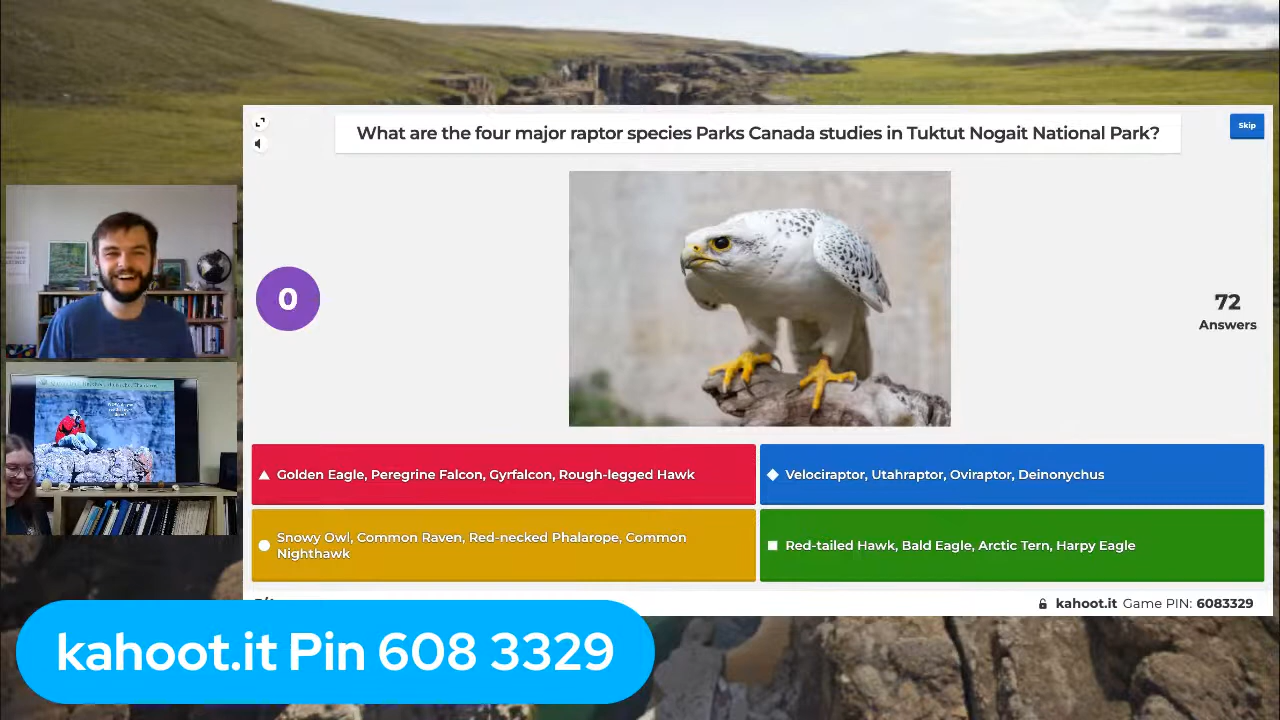 What are the four major raptor species Parks Canada studies in Tuktut Nogait National Park?
Skip
0
72
Answers
Golden Eagle, Peregrine Falcon, Gyrfalcon, Rough-legged Hawk
Velociraptor, Utahraptor, Oviraptor, Deinonychus
Snowy Owl, Common Raven, Red-necked Phalarope, Common
Nighthawk
Red-tailed Hawk, Bald Eagle, Arctic Tern, Harpy Eagle
kahoot.it Game PIN: 6083329
kahoot.it Pin 608 3329